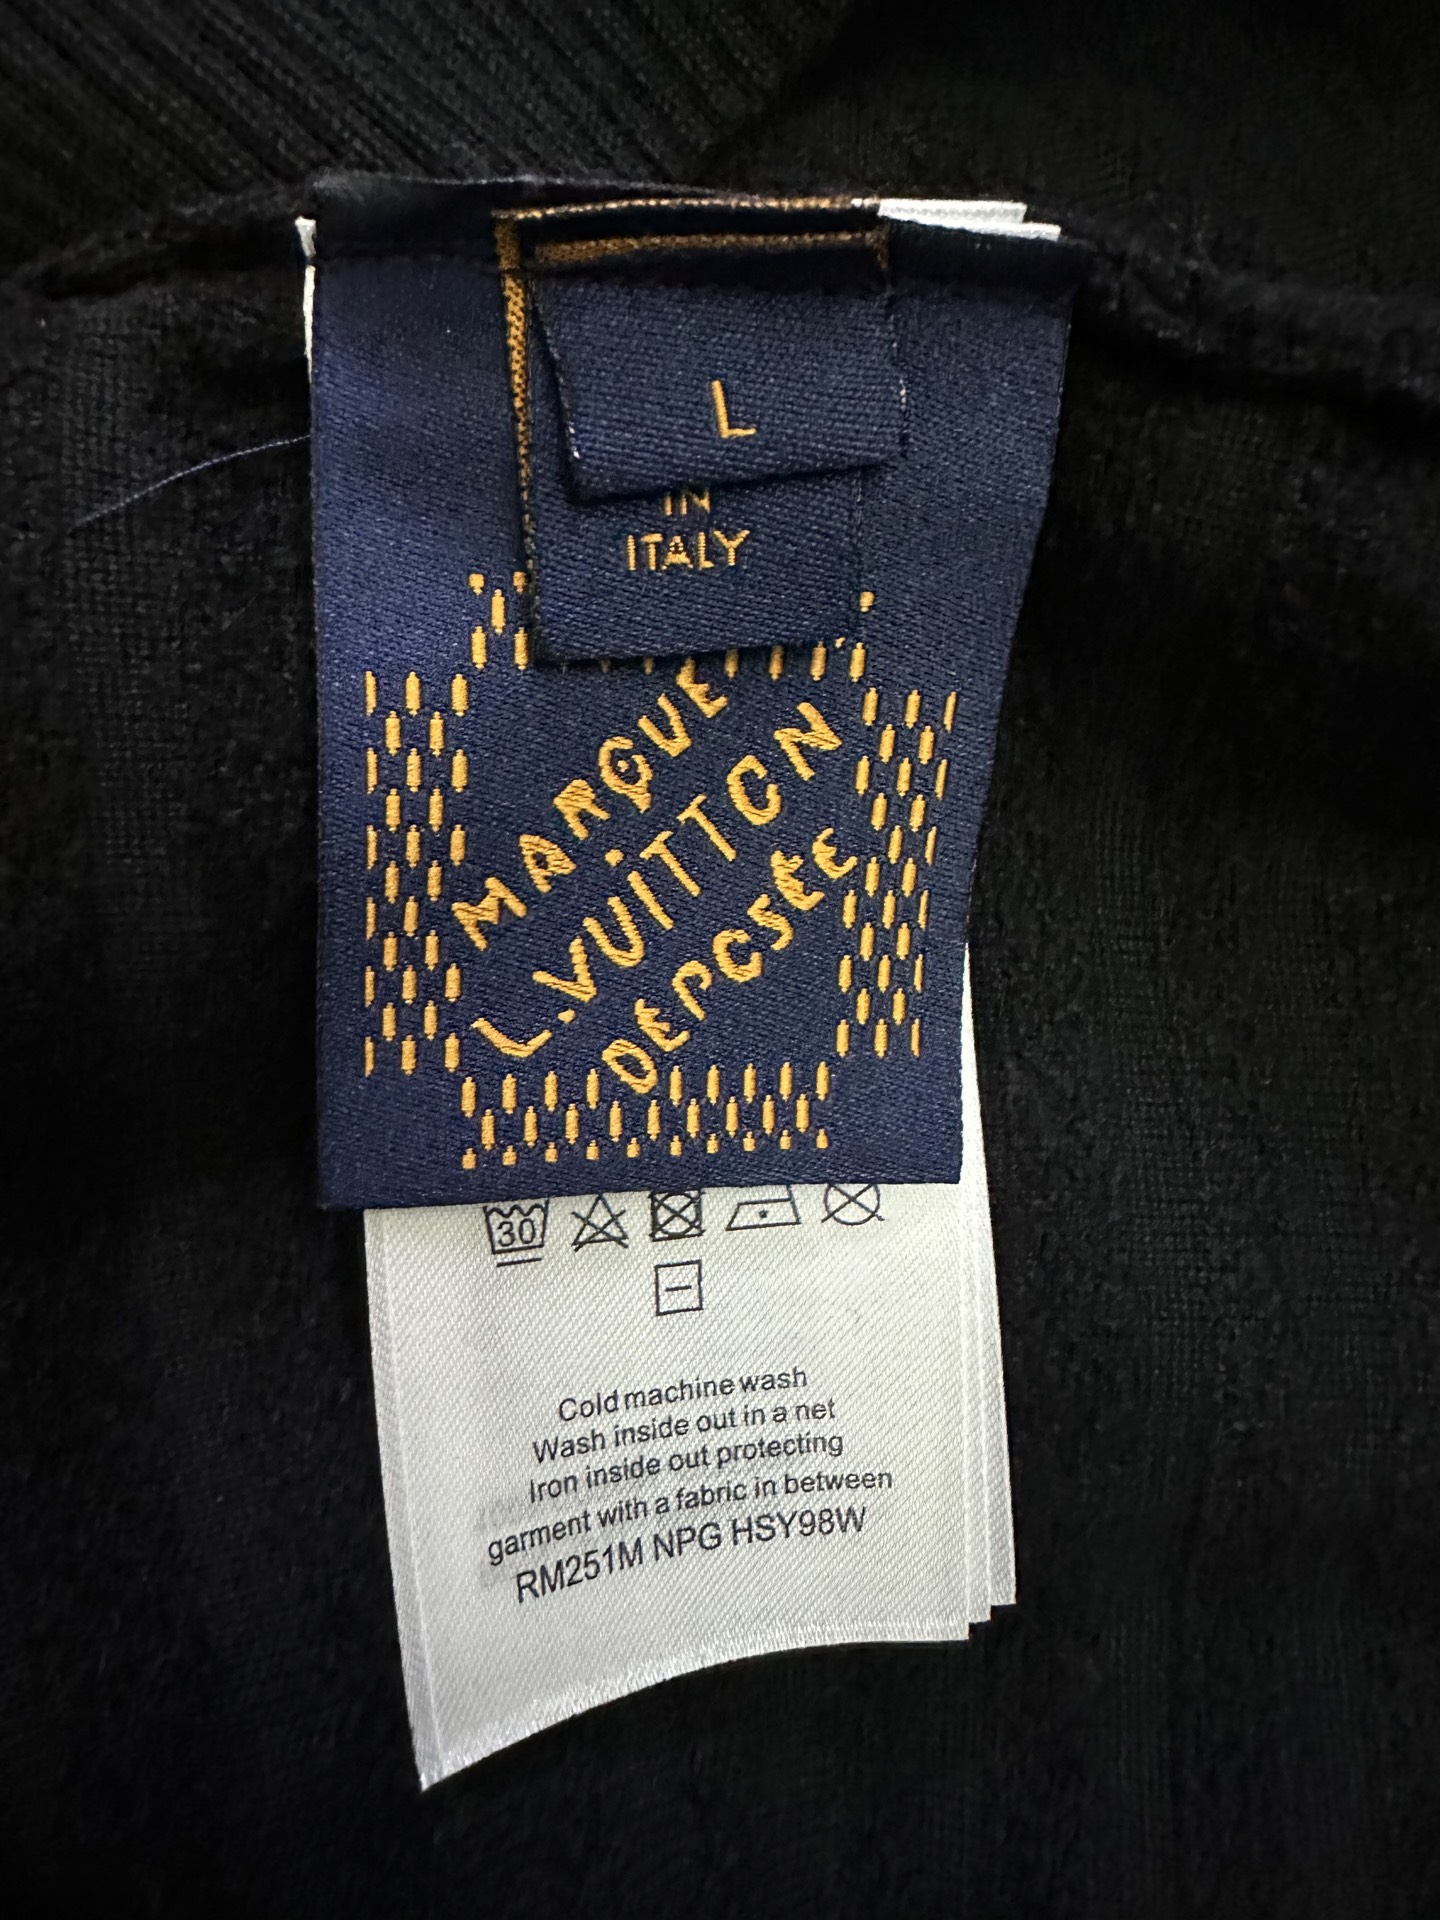 L
IN
ITALY
MARQUE
L.VUITTON
DÉPOSÉE
30
Cold machine wash
Wash inside out in a net
Iron inside out protecting
garment with a fabric in between
RM251M NPG HSY98W